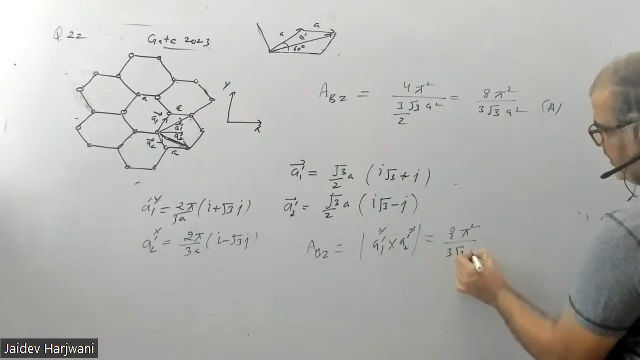 Q 22 Gate 2023
a
a
a'
60°
a
a
Y
X
A_BZ = 4π² / (3√3/2 a²) = 8π² / 3√3 a² (A)
a₁' = √3/2 a (i√3 + j)
a₁'* = 2π/3a (i + √3 j) a₂' = √3/2 a (i√3 - j)
a₂'* = 2π/3a (i - √3 j) A_BZ = | a₁'* × a₂'* | = 8π² / 3√3
Jaidev Harjwani